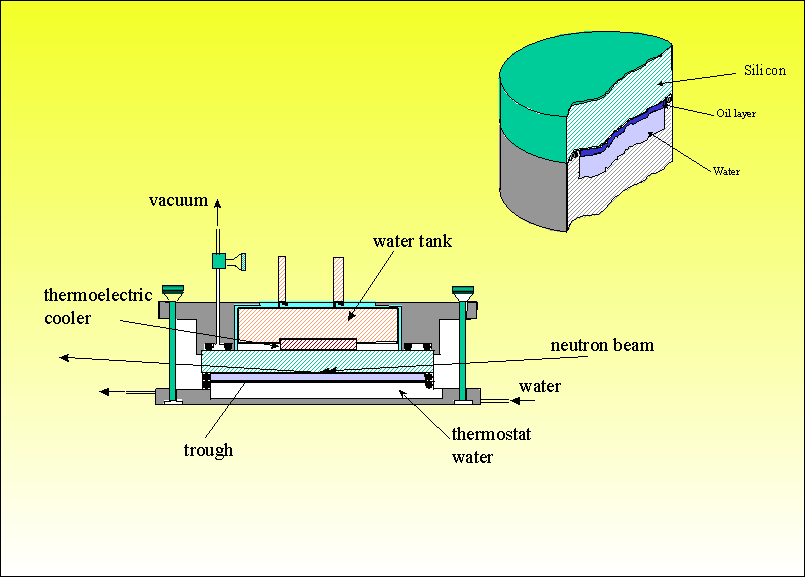 Silicon
Oil layer
Water
vacuum
water tank
thermoelectric
cooler
neutron beam
water
trough
thermostat
water